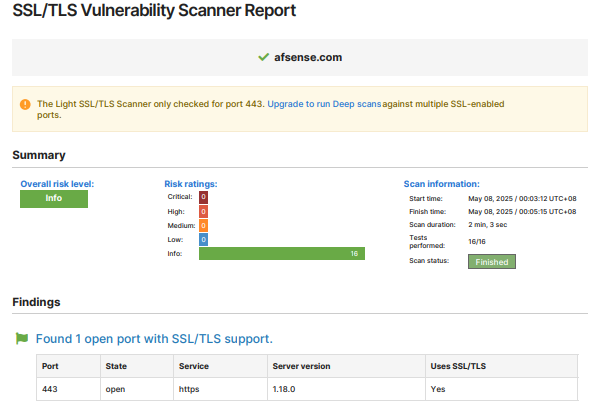 SSL/TLS Vulnerability Scanner Report
afsense.com
The Light SSL/TLS Scanner only checked for port 443. Upgrade to run Deep scans against multiple SSL-enabled
ports.
Summary
Overall risk level:
Info
Risk ratings:
Critical: 0
High: 0
Medium: 0
Low: 0
Info: 16
Scan information:
Start time: May 08, 2025 / 00:03:12 UTC+08
Finish time: May 08, 2025 / 00:05:15 UTC+08
Scan duration: 2 min, 3 sec
Tests
performed: 16/16
Scan status: Finished
Findings
Found 1 open port with SSL/TLS support.
Port State Service Server version Uses SSL/TLS
443 open https 1.18.0 Yes